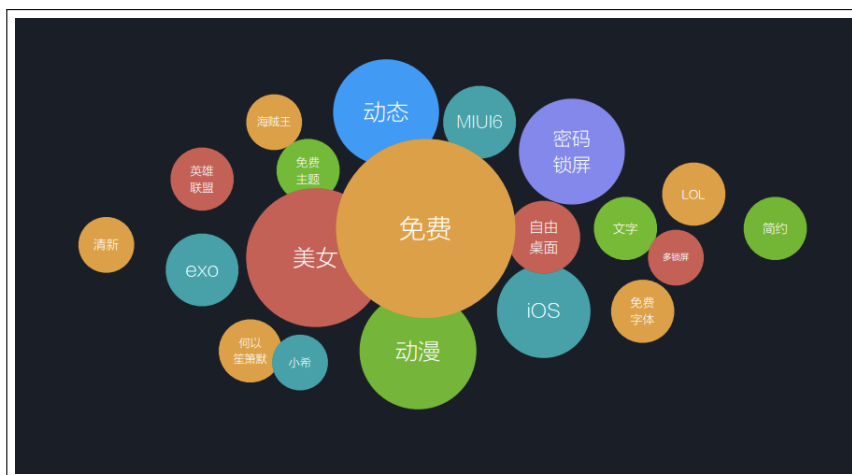 动态
MIUI6
海贼王
密码
锁屏
免费
主题
英雄
联盟
LOL
免费
自由
桌面
文字
简约
清新
美女
多锁屏
exo
iOS
免费
字体
何以
笙箫默
动漫
小希